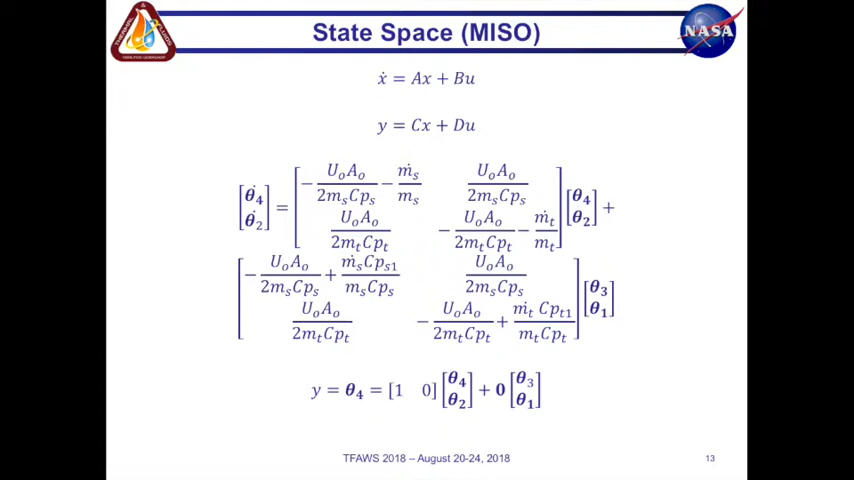 State Space (MISO)
NASA
ẋ = Ax + Bu
y = Cx + Du
[θ̇₄ θ̇₂] = [−UₒAₒ/2mₛCpₛ − ṁₛ/mₛ UₒAₒ/2mₛCpₛ ; UₒAₒ/2mₜCpₜ −UₒAₒ/2mₜCpₜ − ṁₜ/mₜ] [θ₄ θ₂] +
[−UₒAₒ/2mₛCpₛ + ṁₛCpₛ₁/mₛCpₛ UₒAₒ/2mₛCpₛ ; UₒAₒ/2mₜCpₜ −UₒAₒ/2mₜCpₜ + ṁₜ Cpₜ₁/mₜCpₜ] [θ₃ θ₁]
y = θ₄ = [1 0] [θ₄ θ₂] + 0 [θ₃ θ₁]
TFAWS 2018 – August 20-24, 2018
13